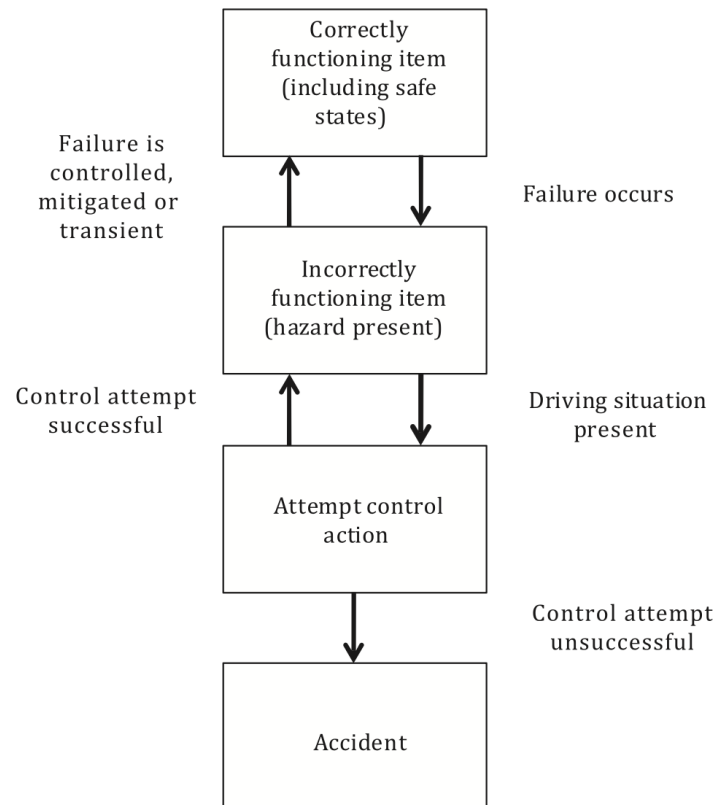 Correctly
functioning item
(including safe
states)
Failure is
controlled,
mitigated or
transient
Failure occurs
Incorrectly
functioning item
(hazard present)
Control attempt
successful
Driving situation
present
Attempt control
action
Control attempt
unsuccessful
Accident